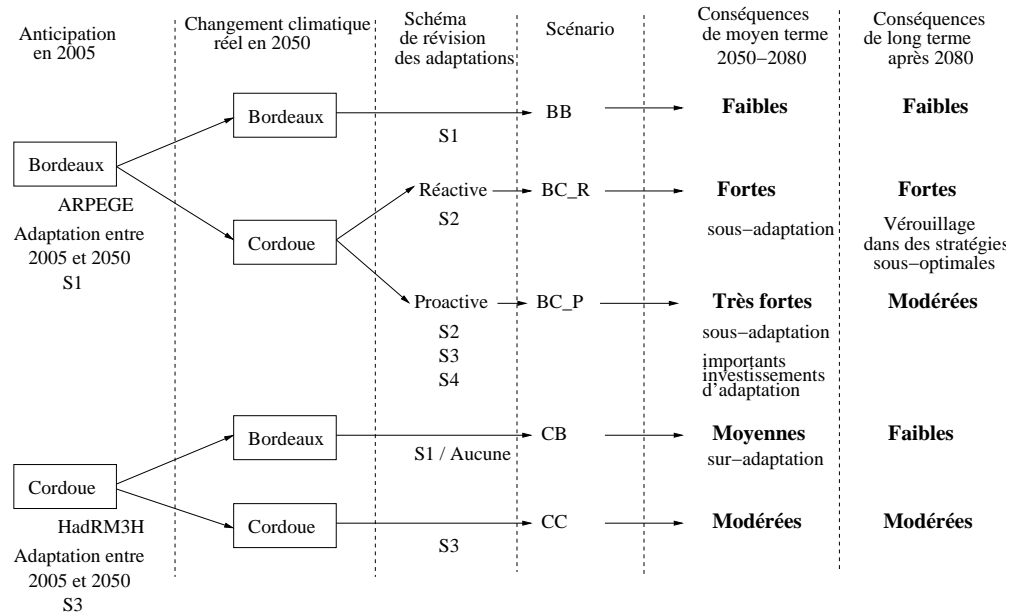 Anticipation
en 2005
Changement climatique
réel en 2050
Schéma
de révision
des adaptations
Scénario
Conséquences
de moyen terme
2050−2080
Conséquences
de long terme
après 2080
Bordeaux
ARPEGE
Adaptation entre
2005 et 2050
S1
Bordeaux
S1
BB
Faibles
Faibles
Cordoue
Réactive
S2
BC_R
Fortes
sous−adaptation
Fortes
Vérouillage
dans des stratégies
sous−optimales
Proactive
S2
S3
S4
BC_P
Très fortes
sous−adaptation
importants
investissements
d'adaptation
Modérées
Cordoue
HadRM3H
Adaptation entre
2005 et 2050
S3
Bordeaux
S1 / Aucune
CB
Moyennes
sur−adaptation
Faibles
Cordoue
S3
CC
Modérées
Modérées